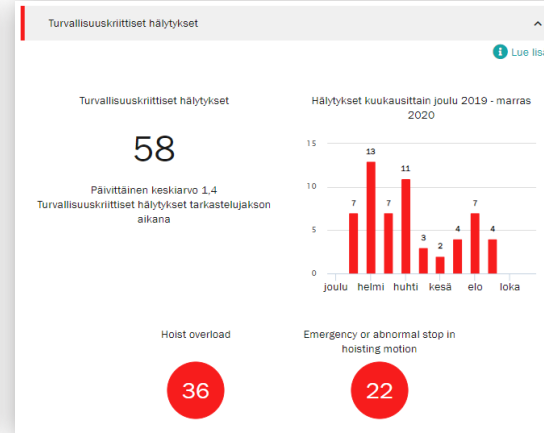 Turvallisuuskriittiset hälytykset
Lue lisä
Turvallisuuskriittiset hälytykset
58
Päivittäinen keskiarvo 1,4
Turvallisuuskriittiset hälytykset tarkastelujakson
aikana
Hälytykset kuukausittain joulu 2019 - marras
2020
15
10
5
0
7
13
7
11
3
2
4
7
4
joulu helmi huhti kesä elo loka
Hoist overload
36
Emergency or abnormal stop in
hoisting motion
22